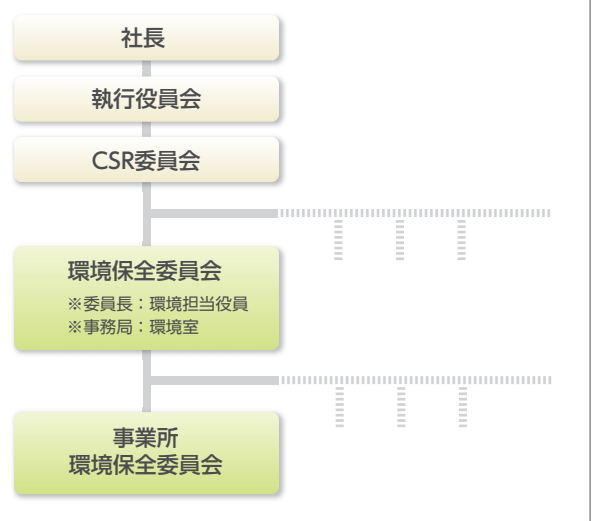 社長
執行役員会
CSR委員会
環境保全委員会
※委員長：環境担当役員
※事務局：環境室
事業所
環境保全委員会